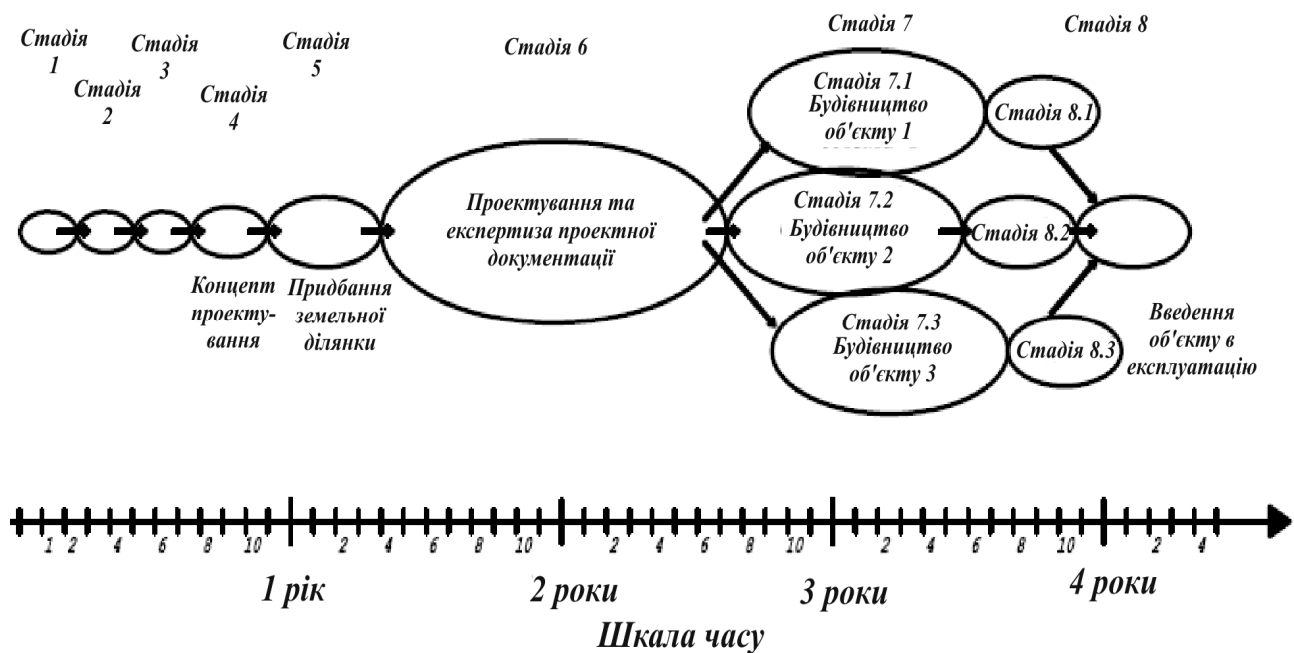 Стадія
1
Стадія
2
Стадія
3
Стадія
4
Стадія
5
Стадія 6
Стадія 7
Стадія 8
Стадія 7.1
Будівництво
об'єкту 1
Стадія 8.1
Проектування та
експертиза проектної
документації
Стадія 7.2
Будівництво
об'єкту 2
Стадія 8.2
Концепт
проекту-
вання
Придбання
земельної
ділянки
Стадія 7.3
Будівництво
об'єкту 3
Стадія 8.3
Введення
об'єкту в
експлуатацію
1 2 4 6 8 10 2 4 6 8 10 2 4 6 8 10 2 4 6 8 10 2 4
1 рік 2 роки 3 роки 4 роки
Шкала часу